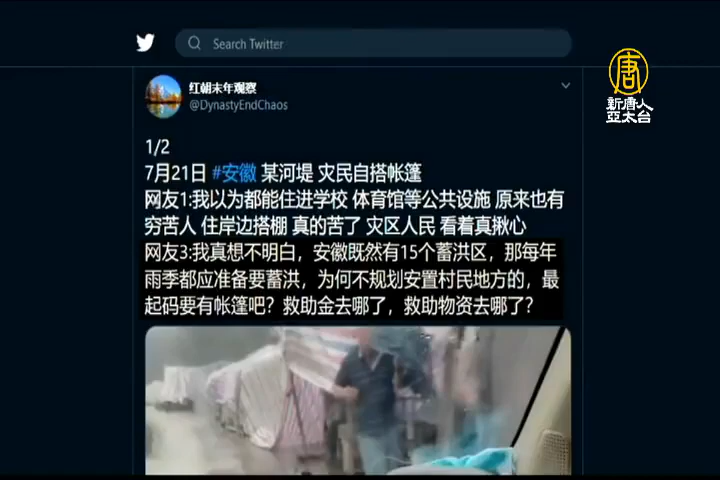 Search Twitter
唐
新唐人
亞太台
红朝末年观察
@DynastyEndChaos
1/2
7月21日 #安徽 某河堤 灾民自搭帐篷
网友1:我以为都能住进学校 体育馆等公共设施 原来也有
穷苦人 住岸边搭棚 真的苦了 灾区人民 看着真揪心
网友3:我真想不明白，安徽既然有15个蓄洪区，那每年
雨季都应准备要蓄洪，为何不规划安置村民地方的，最
起码要有帐篷吧？救助金去哪了，救助物资去哪了？